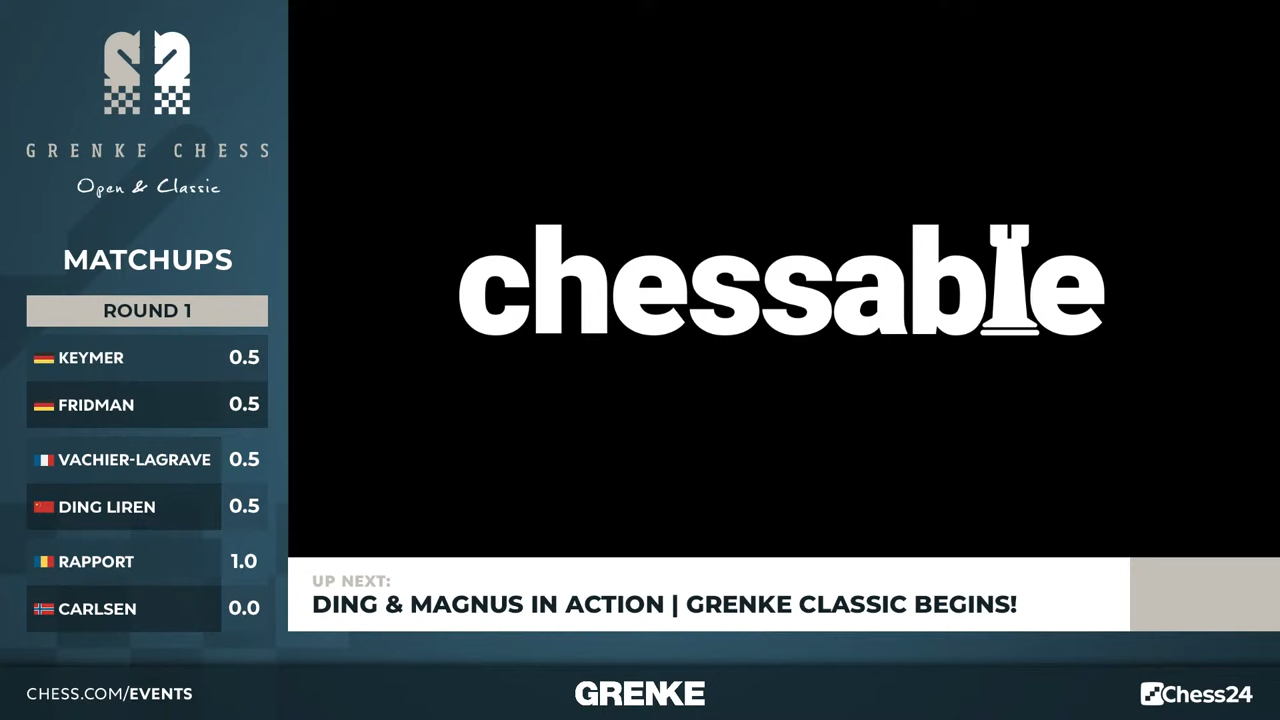 GRENKE CHESS
Open & Classic
MATCHUPS
ROUND 1
KEYMER 0.5
FRIDMAN 0.5
VACHIER-LAGRAVE 0.5
DING LIREN 0.5
RAPPORT 1.0
CARLSEN 0.0
chessable
UP NEXT:
DING & MAGNUS IN ACTION | GRENKE CLASSIC BEGINS!
CHESS.COM/EVENTS
GRENKE
Chess24